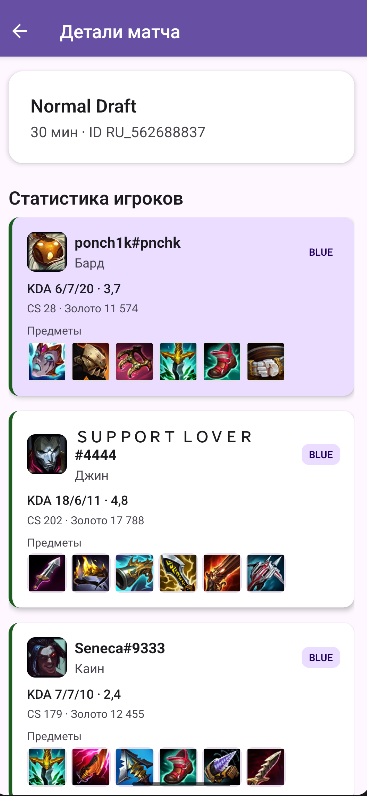 Детали матча
Normal Draft
30 мин · ID RU_562688837
Статистика игроков
ponch1k#pnchk
BLUE
Бард
KDA 6/7/20 · 3,7
CS 28 · Золото 11 574
Предметы
ＳＵＰＰＯＲＴ ＬＯＶＥＲ
#4444
BLUE
Джин
KDA 18/6/11 · 4,8
CS 202 · Золото 17 788
Предметы
Seneca#9333
BLUE
Каин
KDA 7/7/10 · 2,4
CS 179 · Золото 12 455
Предметы